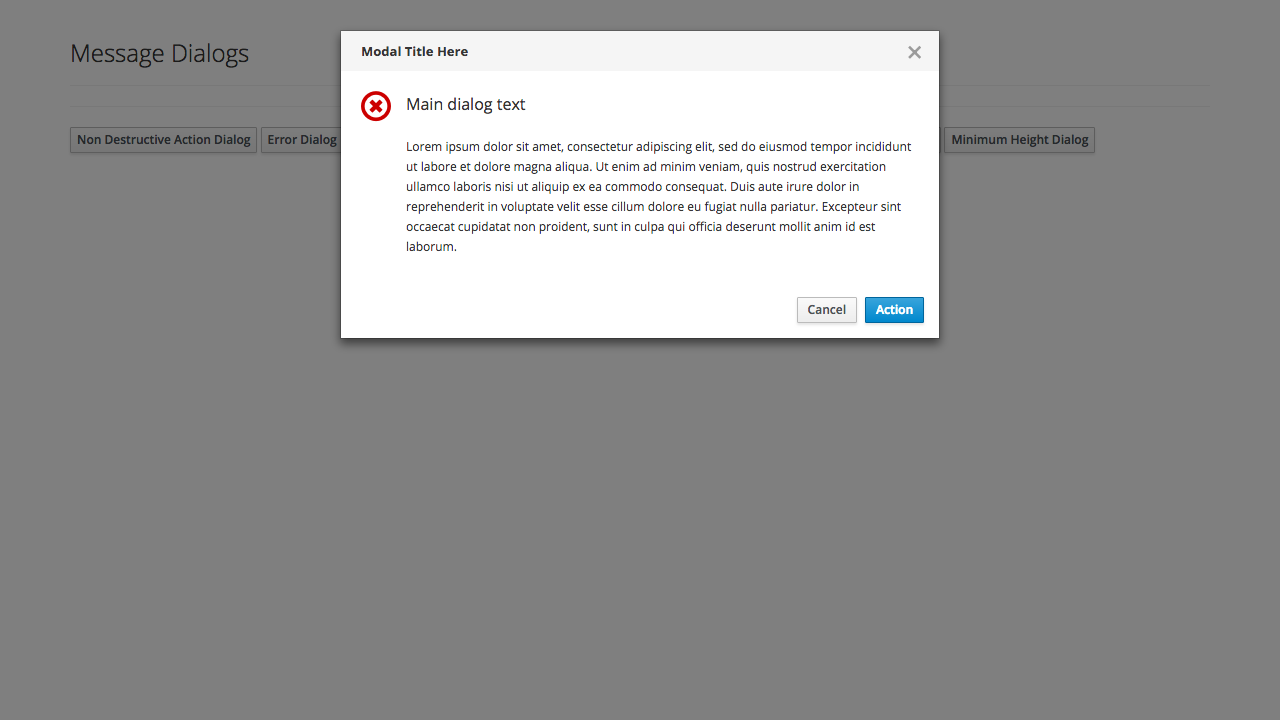 Message Dialogs
Non Destructive Action Dialog
Error Dialog
Minimum Height Dialog
Modal Title Here
Main dialog text
Lorem ipsum dolor sit amet, consectetur adipiscing elit, sed do eiusmod tempor incididunt
ut labore et dolore magna aliqua. Ut enim ad minim veniam, quis nostrud exercitation
ullamco laboris nisi ut aliquip ex ea commodo consequat. Duis aute irure dolor in
reprehenderit in voluptate velit esse cillum dolore eu fugiat nulla pariatur. Excepteur sint
occaecat cupidatat non proident, sunt in culpa qui officia deserunt mollit anim id est
laborum.
Cancel
Action